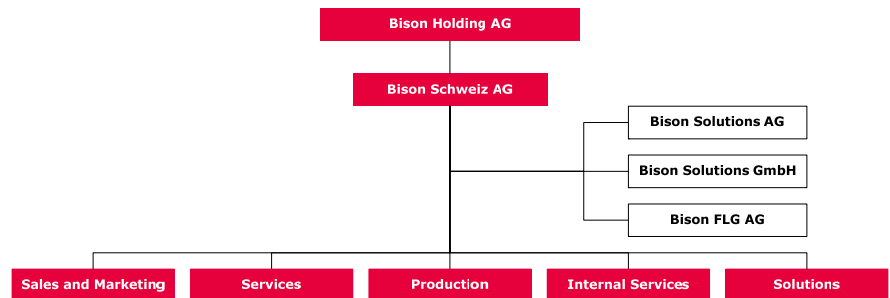 Bison Holding AG
Bison Schweiz AG
Bison Solutions AG
Bison Solutions GmbH
Bison FLG AG
Sales and Marketing
Services
Production
Internal Services
Solutions